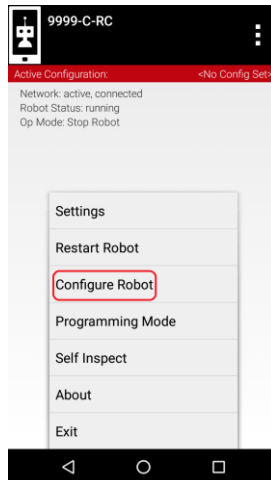 9999-C-RC
Active Configuration: <No Config Set>
Network: active, connected
Robot Status: running
Op Mode: Stop Robot
Settings
Restart Robot
Configure Robot
Programming Mode
Self Inspect
About
Exit